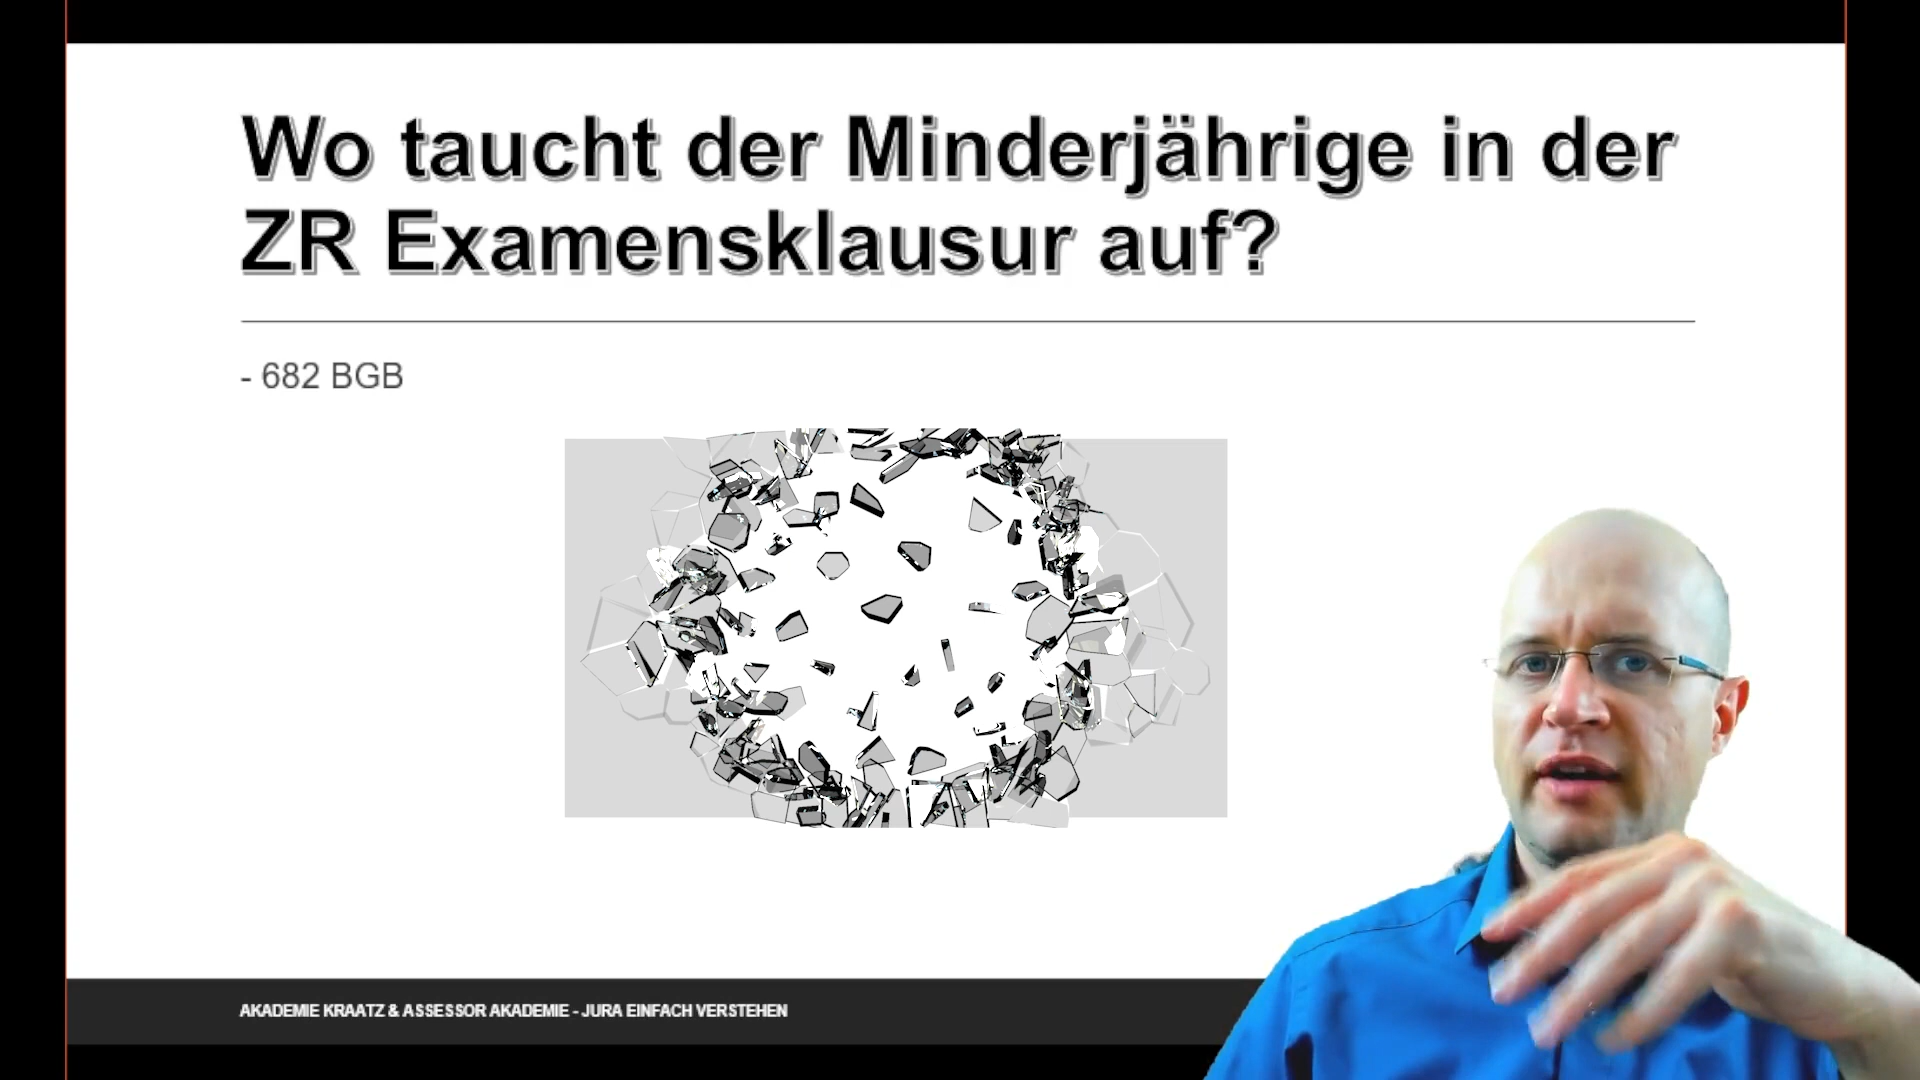 Wo taucht der Minderjährige in der
ZR Examensklausur auf?
- 682 BGB
AKADEMIE KRAATZ & ASSESSOR AKADEMIE - JURA EINFACH VERSTEHEN